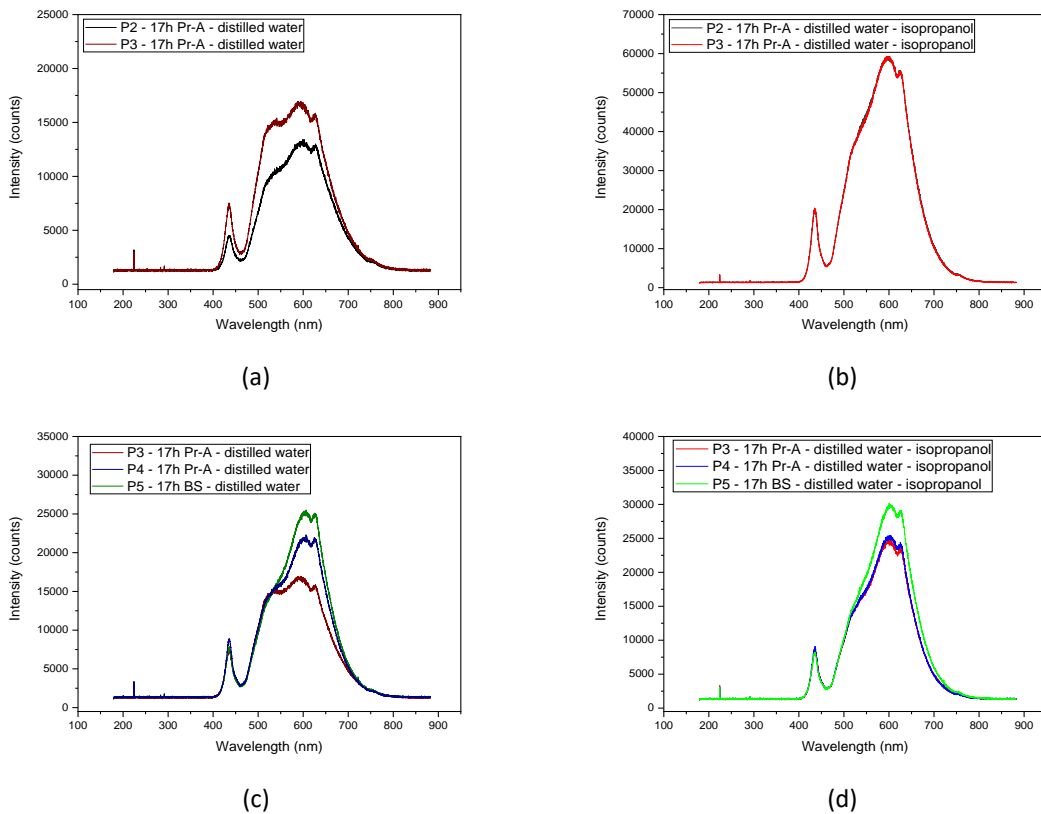 P2 - 17h Pr-A - distilled water
P3 - 17h Pr-A - distilled water
25000
20000
15000
10000
5000
0
Intensity (counts)
100 200 300 400 500 600 700 800 900
Wavelength (nm)
(a)
P2 - 17h Pr-A - distilled water - isopropanol
P3 - 17h Pr-A - distilled water - isopropanol
70000
60000
50000
40000
30000
20000
10000
0
Intensity (counts)
100 200 300 400 500 600 700 800 900
Wavelength (nm)
(b)
P3 - 17h Pr-A - distilled water
P4 - 17h Pr-A - distilled water
P5 - 17h BS - distilled water
35000
30000
25000
20000
15000
10000
5000
0
Intensity (counts)
100 200 300 400 500 600 700 800 900
Wavelength (nm)
(c)
P3 - 17h Pr-A - distilled water - isopropanol
P4 - 17h Pr-A - distilled water - isopropanol
P5 - 17h BS - distilled water - isopropanol
40000
35000
30000
25000
20000
15000
10000
5000
0
Intensity (counts)
100 200 300 400 500 600 700 800 900
Wavelength (nm)
(d)